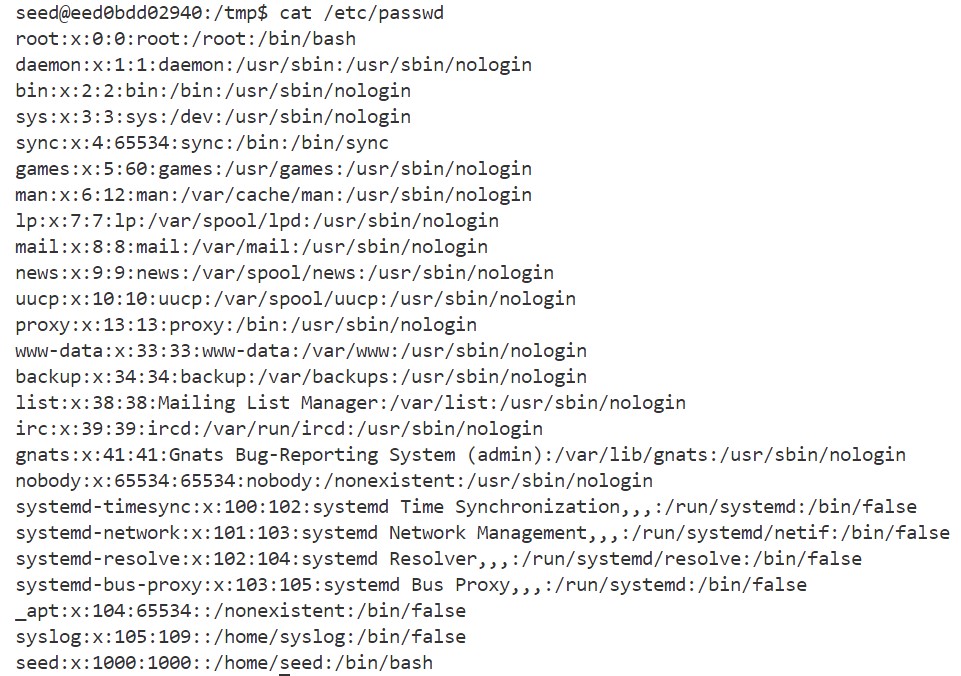 seed@eed0bdd02940:/tmp$ cat /etc/passwd
root:x:0:0:root:/root:/bin/bash
daemon:x:1:1:daemon:/usr/sbin:/usr/sbin/nologin
bin:x:2:2:bin:/bin:/usr/sbin/nologin
sys:x:3:3:sys:/dev:/usr/sbin/nologin
sync:x:4:65534:sync:/bin:/bin/sync
games:x:5:60:games:/usr/games:/usr/sbin/nologin
man:x:6:12:man:/var/cache/man:/usr/sbin/nologin
lp:x:7:7:lp:/var/spool/lpd:/usr/sbin/nologin
mail:x:8:8:mail:/var/mail:/usr/sbin/nologin
news:x:9:9:news:/var/spool/news:/usr/sbin/nologin
uucp:x:10:10:uucp:/var/spool/uucp:/usr/sbin/nologin
proxy:x:13:13:proxy:/bin:/usr/sbin/nologin
www-data:x:33:33:www-data:/var/www:/usr/sbin/nologin
backup:x:34:34:backup:/var/backups:/usr/sbin/nologin
list:x:38:38:Mailing List Manager:/var/list:/usr/sbin/nologin
irc:x:39:39:ircd:/var/run/ircd:/usr/sbin/nologin
gnats:x:41:41:Gnats Bug-Reporting System (admin):/var/lib/gnats:/usr/sbin/nologin
nobody:x:65534:65534:nobody:/nonexistent:/usr/sbin/nologin
systemd-timesync:x:100:102:systemd Time Synchronization,,,:/run/systemd:/bin/false
systemd-network:x:101:103:systemd Network Management,,,:/run/systemd/netif:/bin/false
systemd-resolve:x:102:104:systemd Resolver,,,:/run/systemd/resolve:/bin/false
systemd-bus-proxy:x:103:105:systemd Bus Proxy,,,:/run/systemd:/bin/false
_apt:x:104:65534::/nonexistent:/bin/false
syslog:x:105:109::/home/syslog:/bin/false
seed:x:1000:1000::/home/seed:/bin/bash